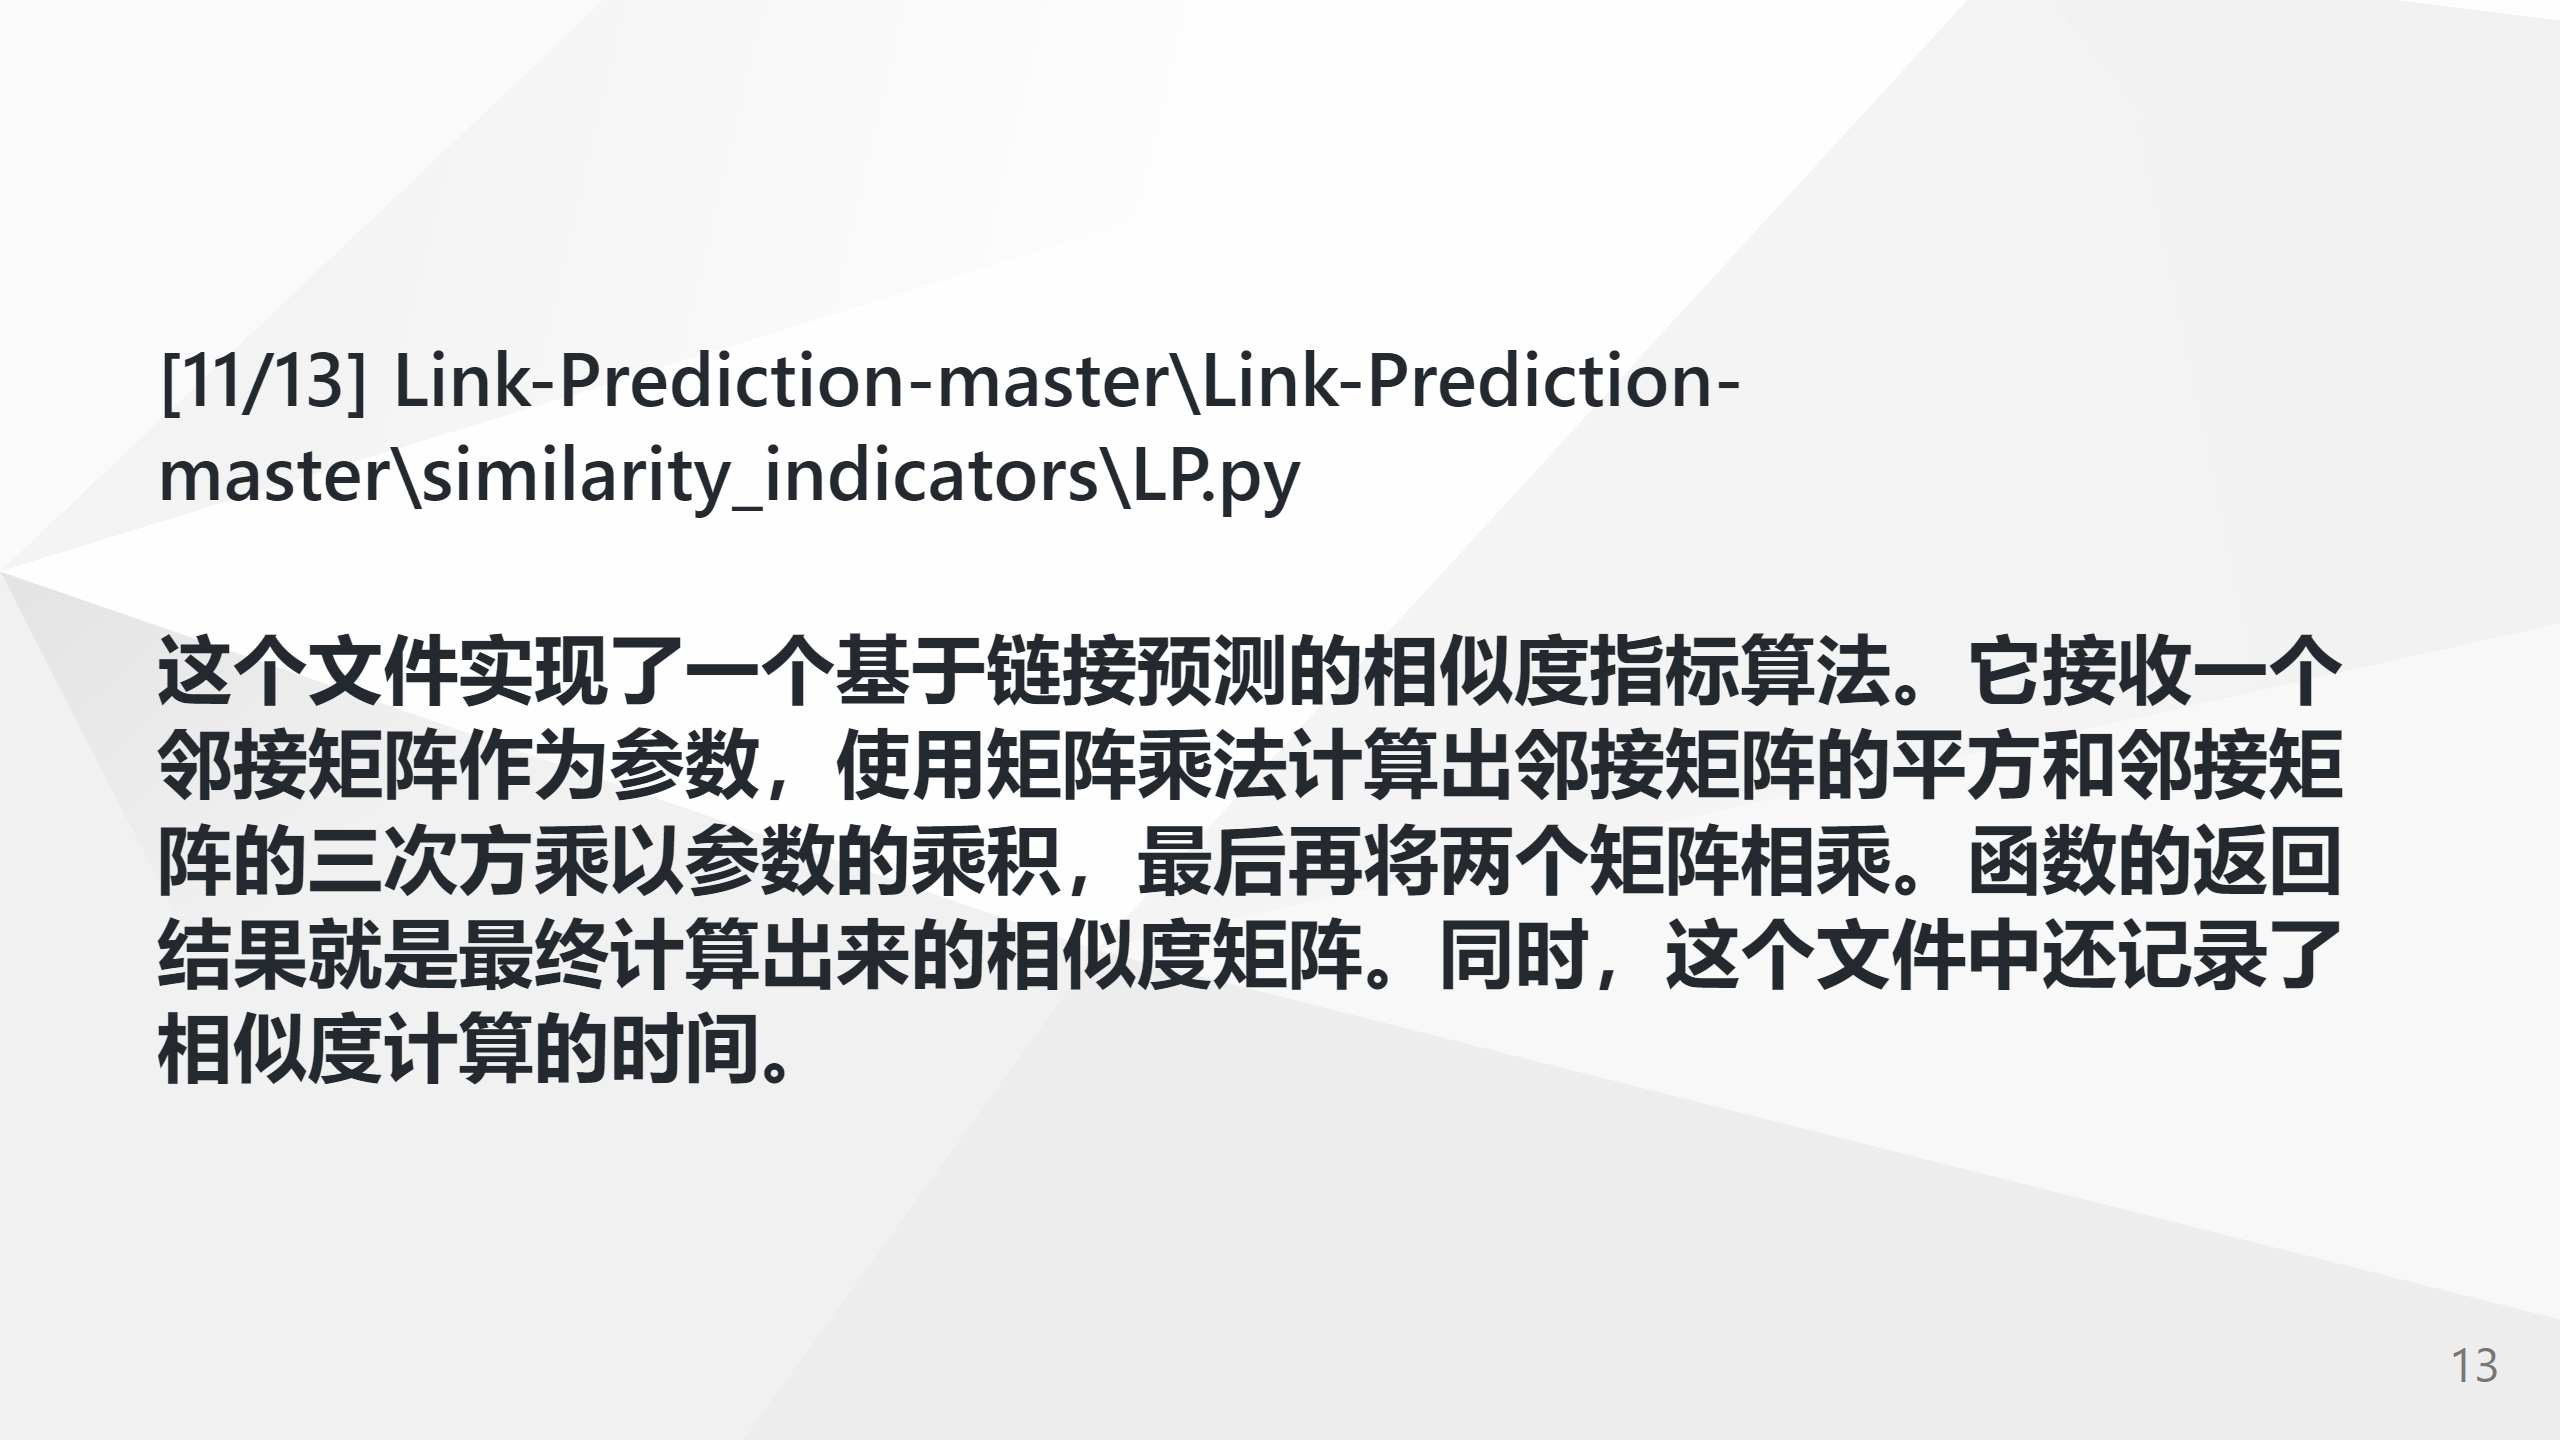 [11/13] Link-Prediction-master\Link-Prediction-
master\similarity_indicators\LP.py
这个文件实现了一个基于链接预测的相似度指标算法。它接收一个
邻接矩阵作为参数，使用矩阵乘法计算出邻接矩阵的平方和邻接矩
阵的三次方乘以参数的乘积，最后再将两个矩阵相乘。函数的返回
结果就是最终计算出来的相似度矩阵。同时，这个文件中还记录了
相似度计算的时间。
13